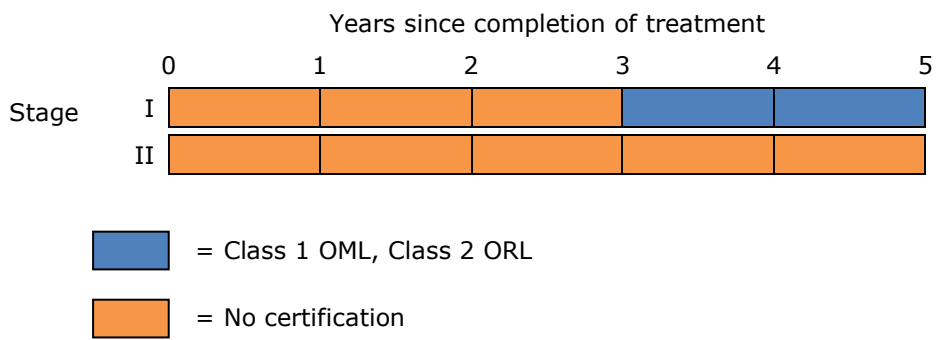 Years since completion of treatment
0 1 2 3 4 5
Stage I
II
= Class 1 OML, Class 2 ORL
= No certification